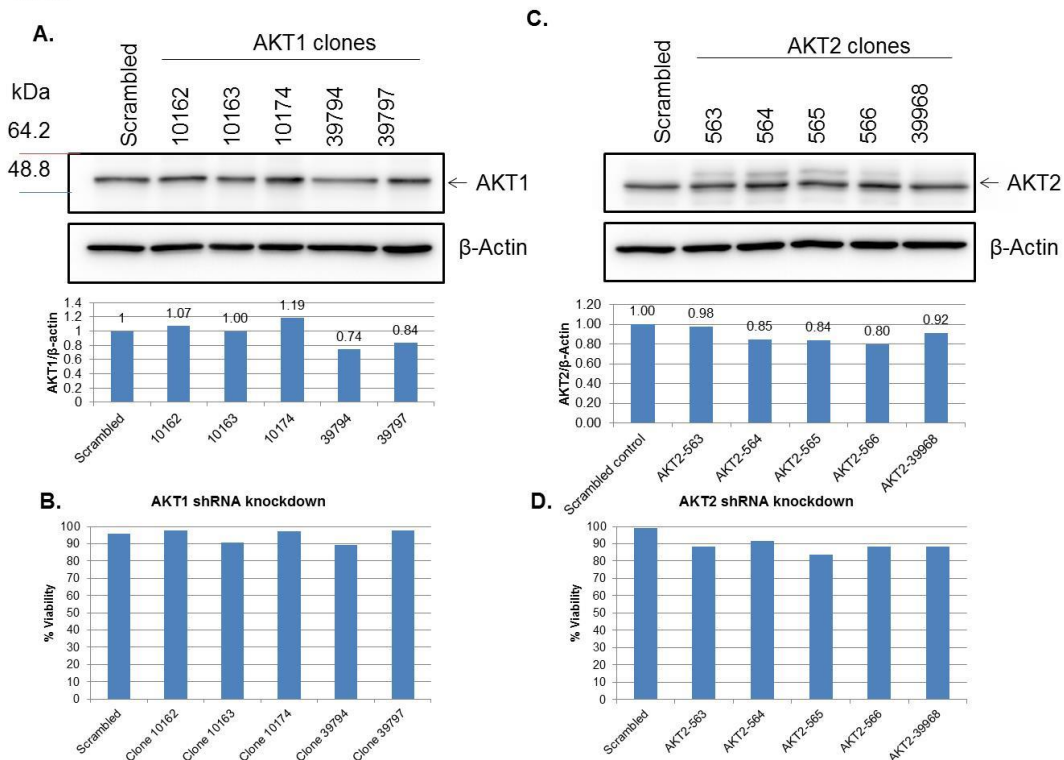 A.
AKT1 clones
kDa
64.2
48.8
Scrambled
10162
10163
10174
39794
39797
← AKT1
β-Actin
AKT1/β-actin
1.4
1.2
1
0.8
0.6
0.4
0.2
0
1
1.07
1.00
1.19
0.74
0.84
Scrambled
10162
10163
10174
39794
39797
B.
AKT1 shRNA knockdown
% Viability
100
90
80
70
60
50
40
30
20
10
0
Scrambled
Clone 10162
Clone 10163
Clone 10174
Clone 39794
Clone 39797
C.
AKT2 clones
Scrambled
563
564
565
566
39968
← AKT2
β-Actin
AKT2/β-Actin
1.20
1.00
0.80
0.60
0.40
0.20
0.00
1.00
0.98
0.85
0.84
0.80
0.92
Scrambled control
AKT2-563
AKT2-564
AKT2-565
AKT2-566
AKT2-39968
D.
AKT2 shRNA knockdown
% Viability
100
90
80
70
60
50
40
30
20
10
0
Scrambled
AKT2-563
AKT2-564
AKT2-565
AKT2-566
AKT2-39968